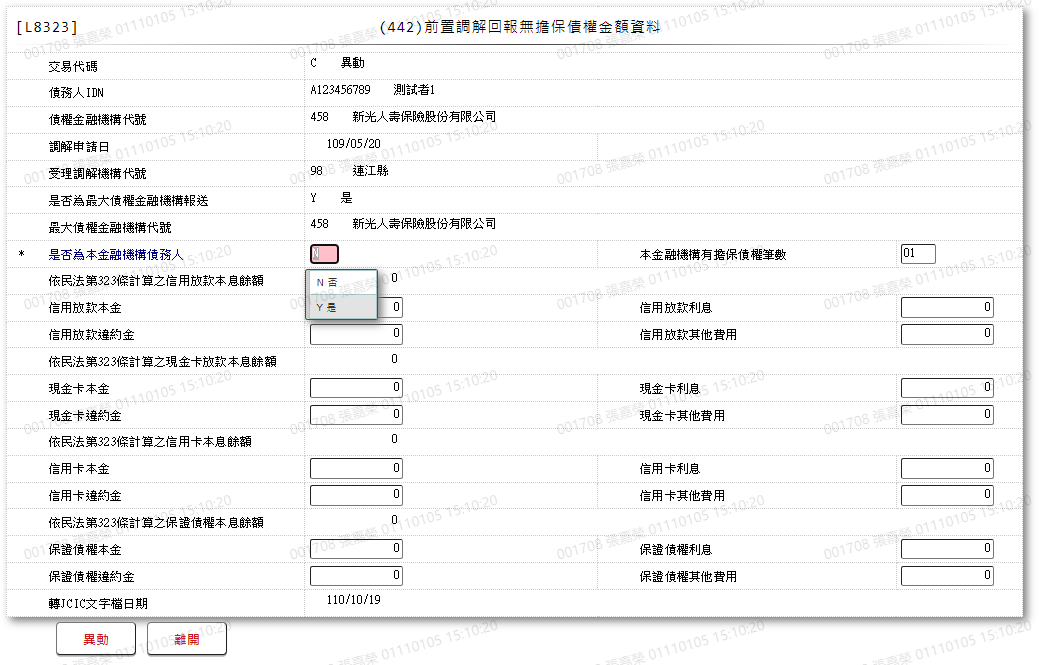 [L8323] (442)前置調解回報無擔保債權金額資料
交易代碼 C 異動
債務人IDN A123456789 測試者1
債權金融機構代號 458 新光人壽保險股份有限公司
調解申請日 109/05/20
受理調解機構代號 98 連江縣
是否為最大債權金融機構報送 Y 是
最大債權金融機構代號 458 新光人壽保險股份有限公司
* 是否為本金融機構債務人 N 本金融機構有擔保債權筆數 01
依民法第323條計算之信用放款本息餘額 0
N 否
Y 是
信用放款本金 0 信用放款利息 0
信用放款違約金 0 信用放款其他費用 0
依民法第323條計算之現金卡放款本息餘額 0
現金卡本金 0 現金卡利息 0
現金卡違約金 0 現金卡其他費用 0
依民法第323條計算之信用卡本息餘額 0
信用卡本金 0 信用卡利息 0
信用卡違約金 0 信用卡其他費用 0
依民法第323條計算之保證債權本息餘額 0
保證債權本金 0 保證債權利息 0
保證債權違約金 0 保證債權其他費用 0
轉JCIC文字檔日期 110/10/19
異動 離開
001708 張嘉榮 01110105 15:10:20